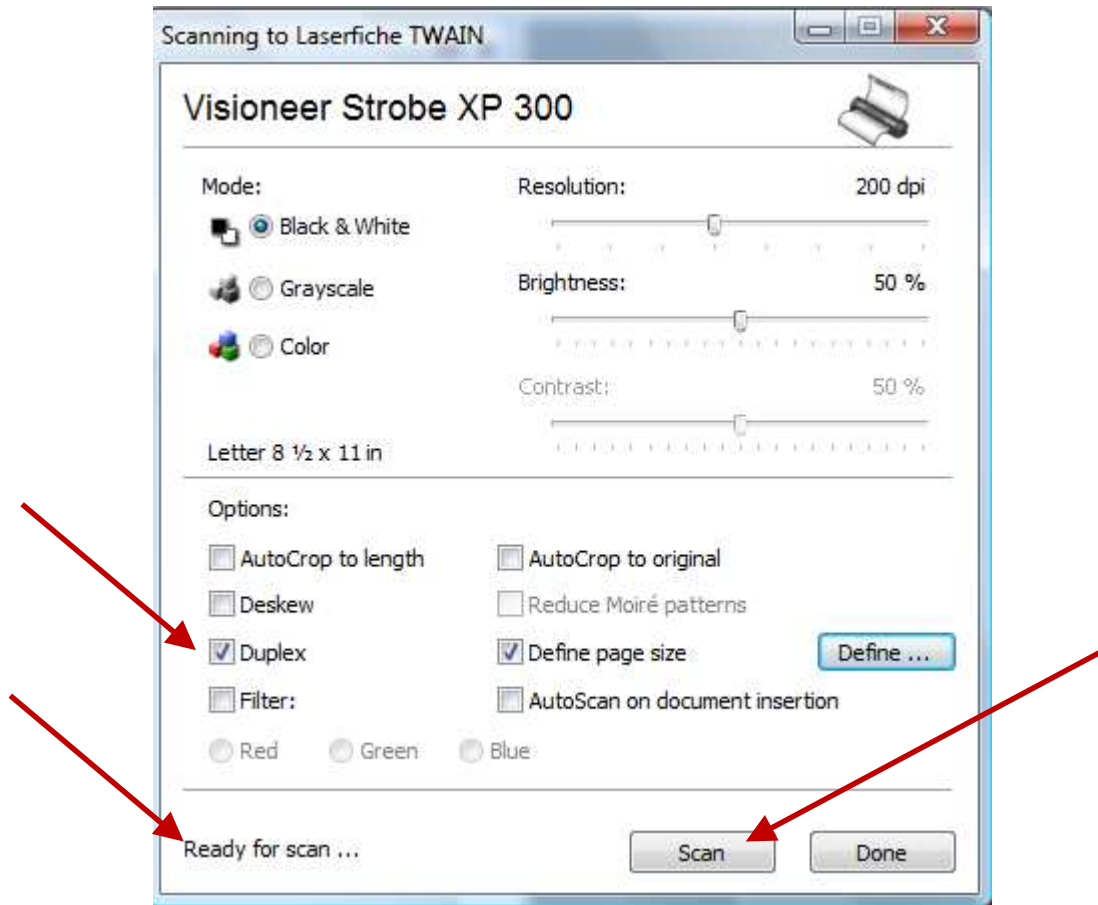 Scanning to Laserfiche TWAIN
Visioneer Strobe XP 300
Mode:
Black & White
Grayscale
Color
Letter 8 ½ x 11 in
Resolution: 200 dpi
Brightness: 50 %
Contrast: 50 %
Options:
AutoCrop to length AutoCrop to original
Deskew Reduce Moiré patterns
Duplex Define page size Define ...
Filter: AutoScan on document insertion
Red Green Blue
Ready for scan ... Scan Done